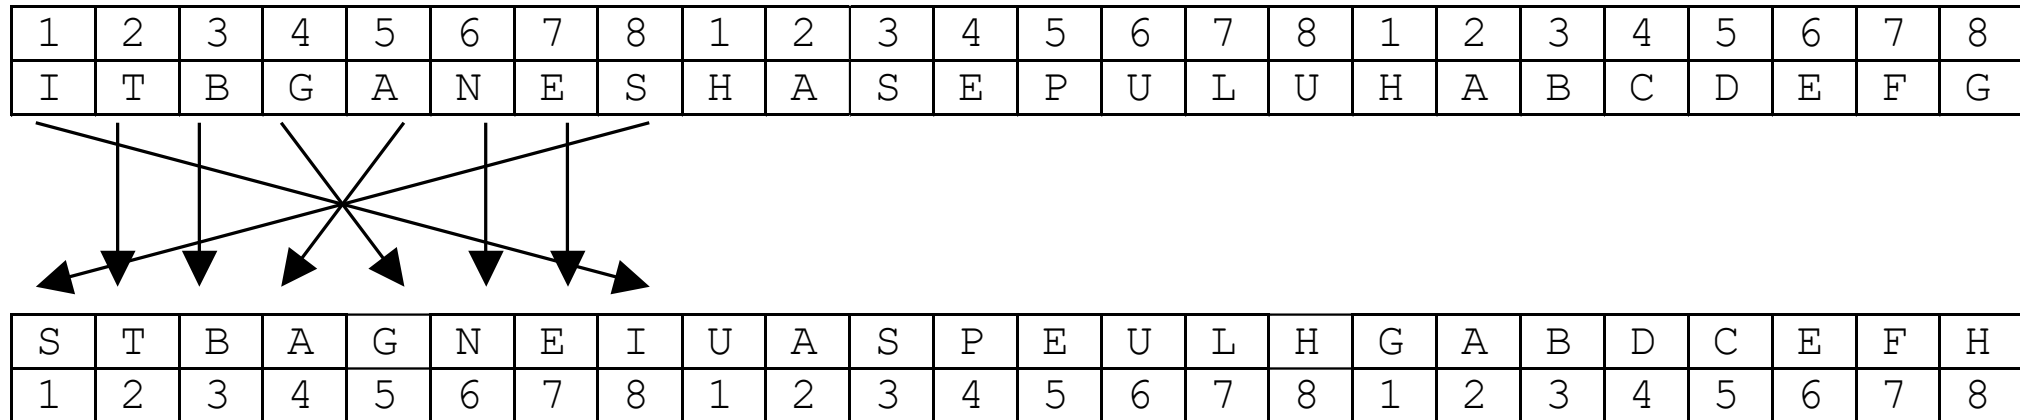 1 2 3 4 5 6 7 8 1 2 3 4 5 6 7 8 1 2 3 4 5 6 7 8
I T B G A N E S H A S E P U L U H A B C D E F G
S T B A G N E I U A S P E U L H G A B D C E F H
1 2 3 4 5 6 7 8 1 2 3 4 5 6 7 8 1 2 3 4 5 6 7 8